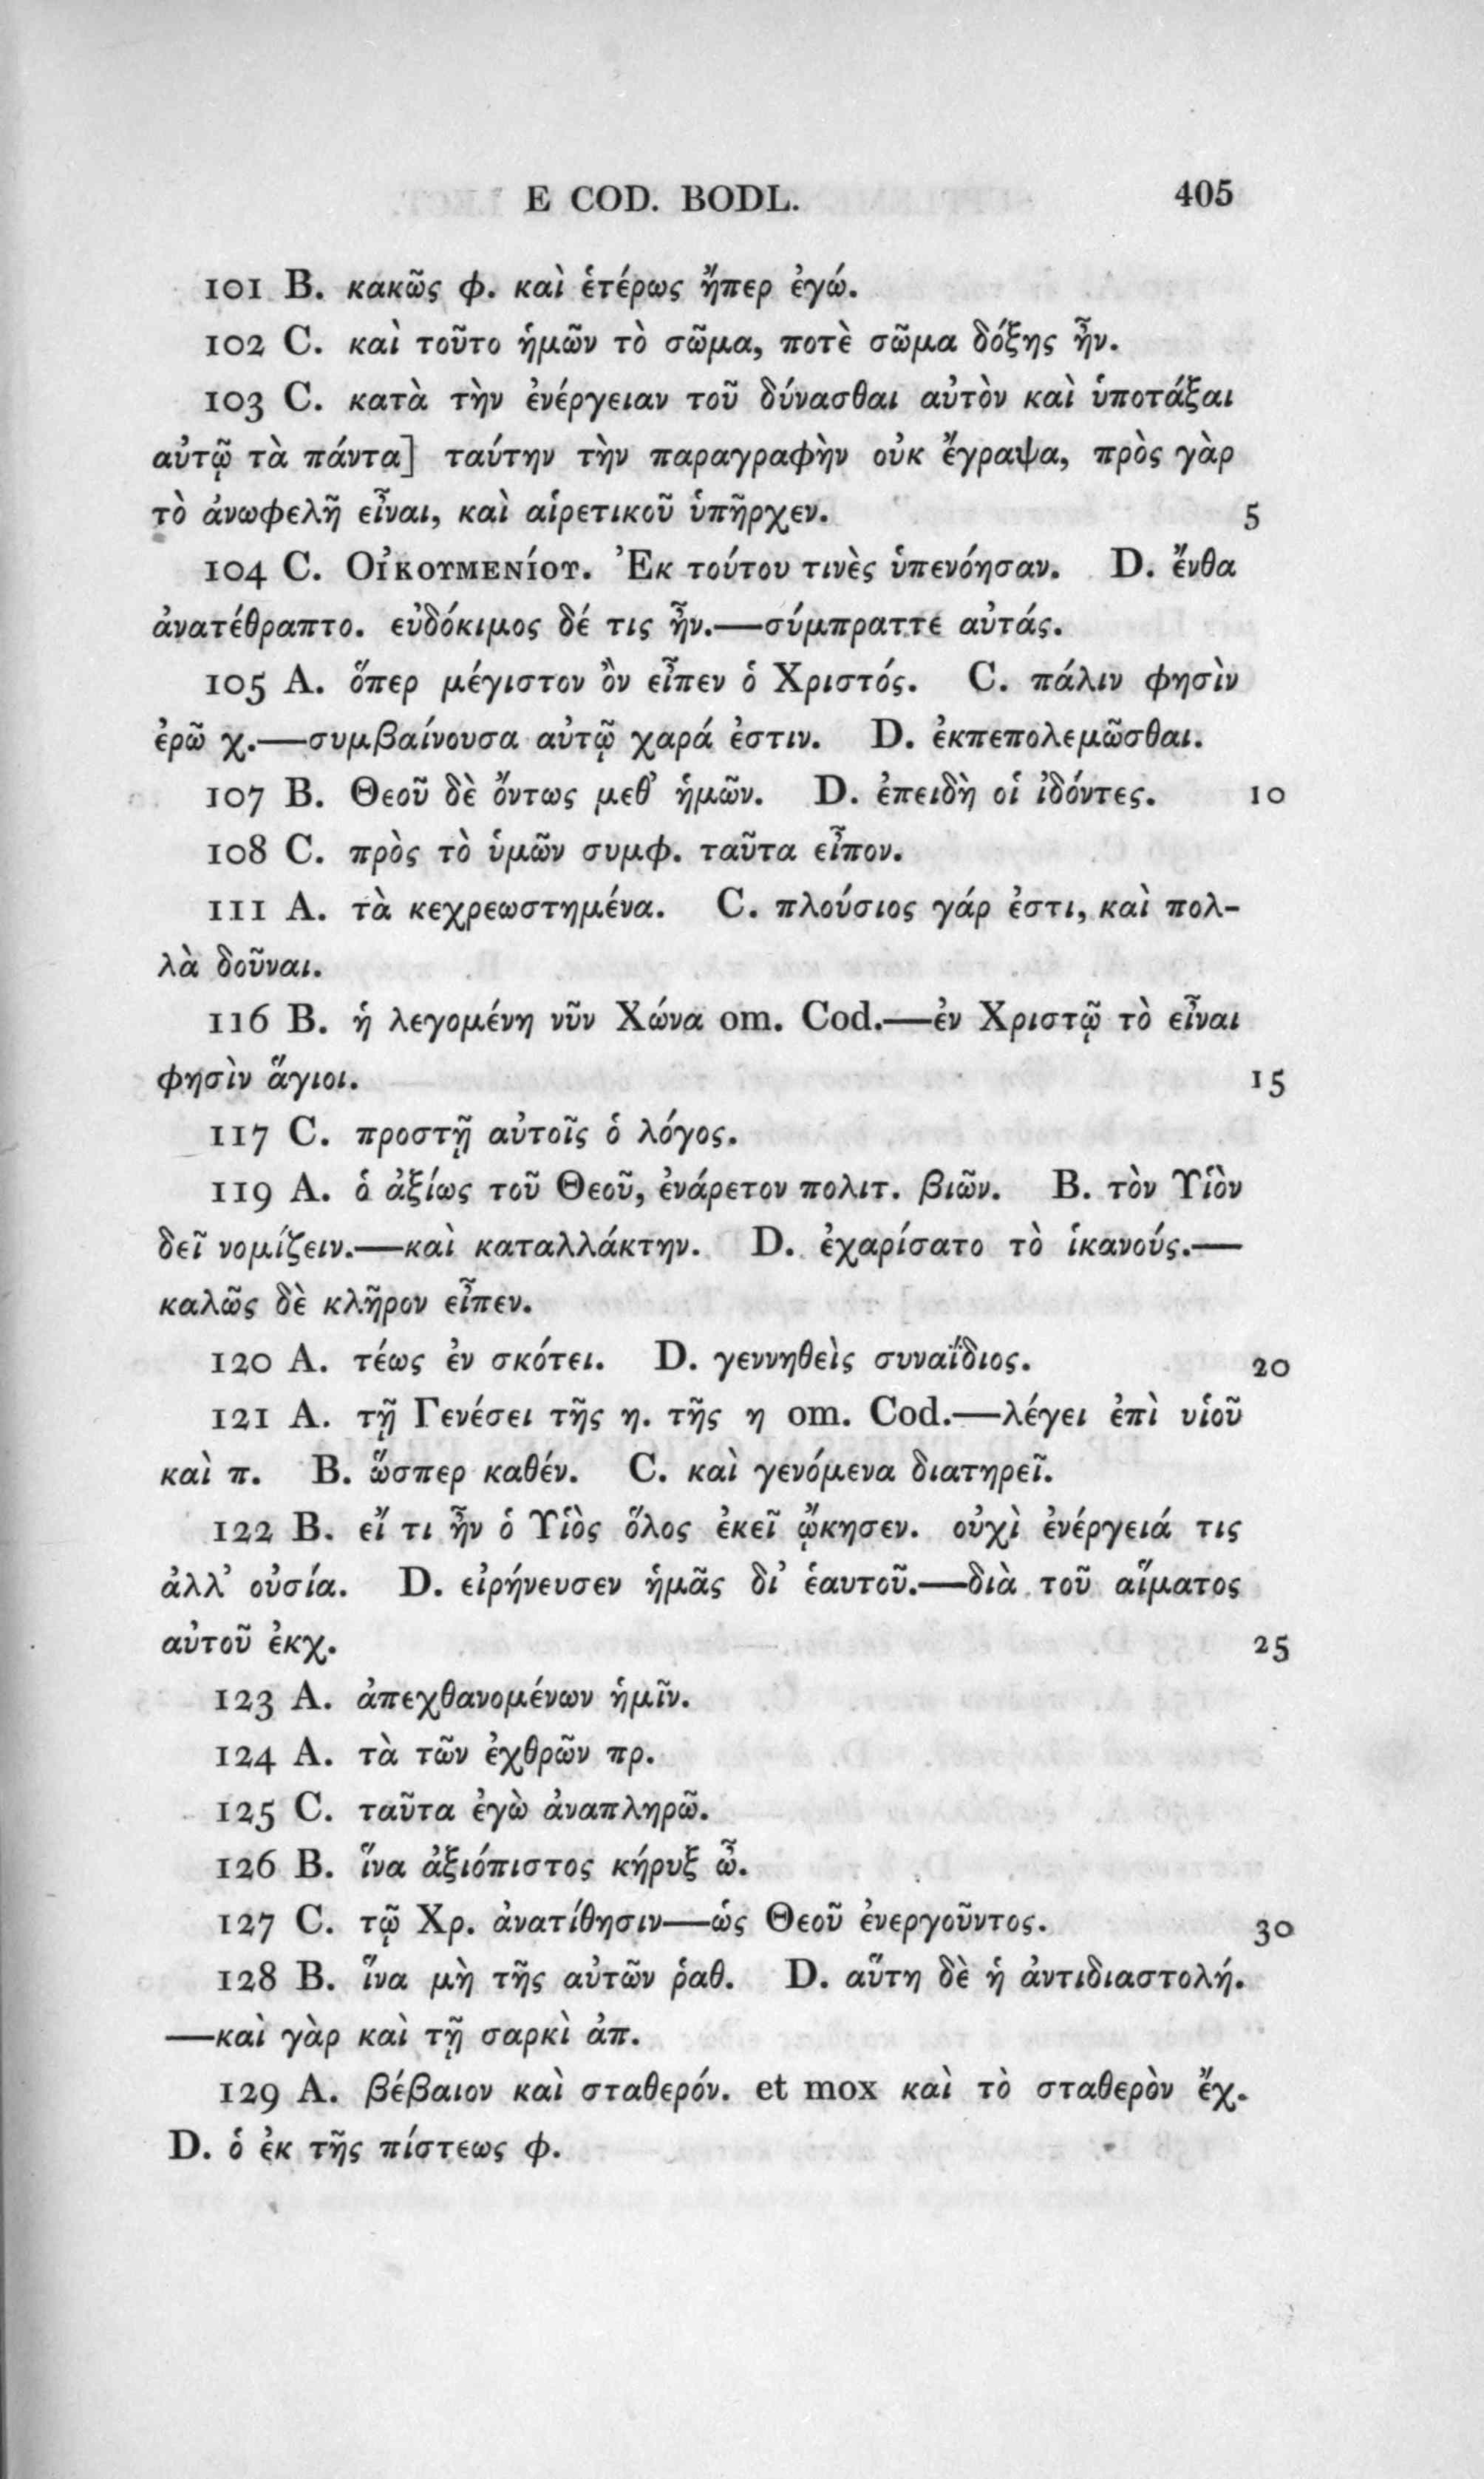 E COD. BODL. 405
101 B. κακῶς φ. καὶ ἑτέρως ἤπερ ἐγώ.
102 C. καὶ τοῦτο ἡμῶν τὸ σῶμα, ποτὲ σῶμα δόξης ἦν.
103 C. κατὰ τὴν ἐνέργειαν τοῦ δύνασθαι αὐτὸν καὶ ὑποτάξαι
αὐτῷ τὰ πάντα] ταύτην τὴν παραγραφὴν οὐκ ἔγραψα, πρὸς γὰρ
τὸ ἀνωφελῆ εἶναι, καὶ αἱρετικοῦ ὑπῆρχεν. 5
104 C. Οἰκουμενίου. Ἐκ τούτου τινὲς ὑπενόησαν. D. ἔνθα
ἀνατέθραπτο. εὐδόκιμος δέ τις ἦν.—σύμπραττε αὐτάς.
105 A. ὅπερ μέγιστον ὂν εἶπεν ὁ Χριστός. C. πάλιν φησὶν
ἐρῶ χ.—συμβαίνουσα αὐτῷ χαρά ἐστιν. D. ἐκπεπολεμῶσθαι.
107 B. Θεοῦ δὲ ὄντως μεθ’ ἡμῶν. D. ἐπειδὴ οἱ ἰδόντες. 10
108 C. πρὸς τὸ ὑμῶν συμφ. ταῦτα εἶπον.
111 A. τὰ κεχρεωστημένα. C. πλούσιος γάρ ἐστι, καὶ πολ-
λὰ δοῦναι.
116 B. ἡ λεγομένη νῦν Χώνα om. Cod.—ἐν Χριστῷ τὸ εἶναι
φησὶν ἅγιοι. 15
117 C. προστῇ αὐτοῖς ὁ λόγος.
119 A. ὁ ἀξίως τοῦ Θεοῦ, ἐνάρετον πολιτ. βιῶν. B. τὸν Υἱὸν
δεῖ νομίζειν.—καὶ καταλλάκτην. D. ἐχαρίσατο τὸ ἱκανούς.—
καλῶς δὲ κλῆρον εἶπεν.
120 A. τέως ἐν σκότει. D. γεννηθεὶς συναΐδιος. 20
121 A. τῇ Γενέσει τῆς η. τῆς η om. Cod.—λέγει ἐπὶ υἱοῦ
καὶ π. B. ὥσπερ καθέν. C. καὶ γενόμενα διατηρεῖ.
122 B. εἴ τι ἦν ὁ Υἱὸς ὅλος ἐκεῖ ᾤκησεν. οὐχὶ ἐνέργειά τις
ἀλλ’ οὐσία. D. εἰρήνευσεν ἡμᾶς δι’ ἑαυτοῦ.—διὰ τοῦ αἵματος
αὐτοῦ ἐκχ. 25
123 A. ἀπεχθανομένων ἡμῖν.
124 A. τὰ τῶν ἐχθρῶν πρ.
125 C. ταῦτα ἐγὼ ἀναπληρῶ.
126 B. ἵνα ἀξιόπιστος κήρυξ ὦ.
127 C. τῷ Χρ. ἀνατίθησιν—ὡς Θεοῦ ἐνεργοῦντος. 30
128 B. ἵνα μὴ τῆς αὐτῶν ῥαθ. D. αὕτη δὲ ἡ ἀντιδιαστολή.
—καὶ γὰρ καὶ τῇ σαρκὶ ἀπ.
129 A. βέβαιον καὶ σταθερόν. et mox καὶ τὸ σταθερὸν ἔχ.
D. ὁ ἐκ τῆς πίστεως φ.